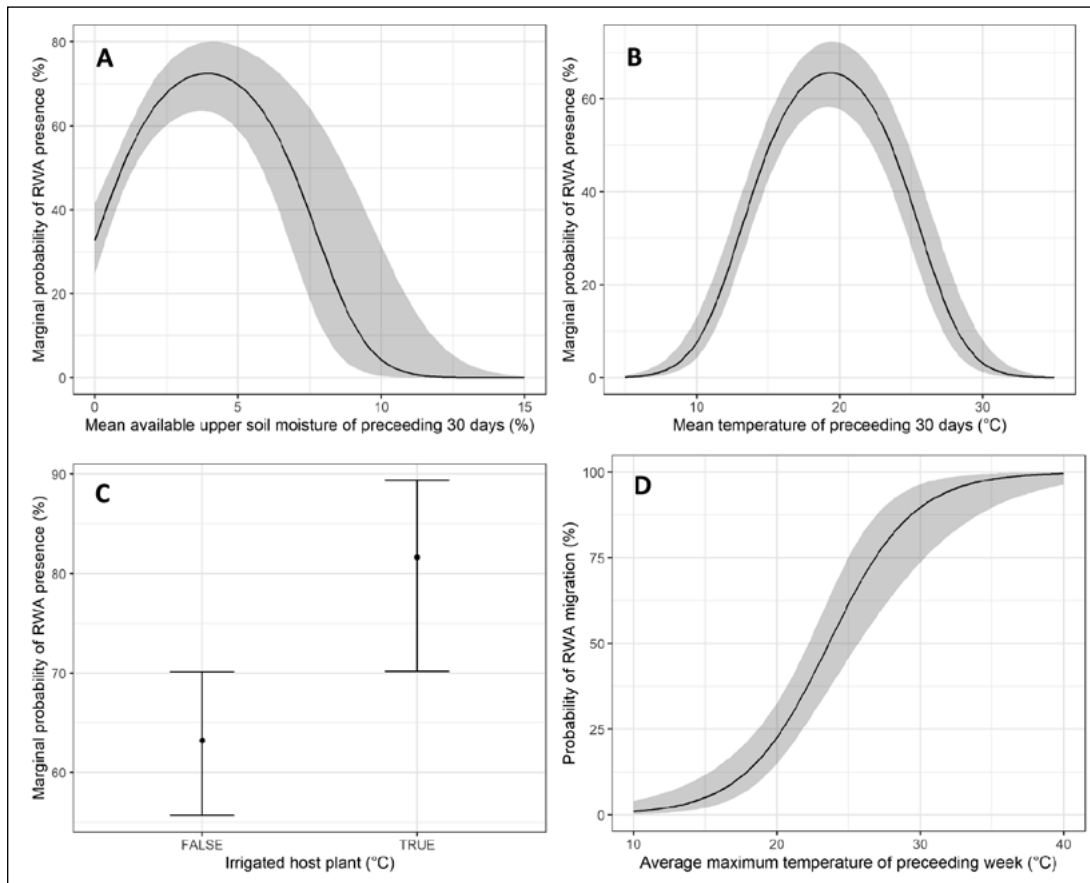 A
Marginal probability of RWA presence (%)
80
60
40
20
0
0 5 10 15
Mean available upper soil moisture of preceeding 30 days (%)
B
Marginal probability of RWA presence (%)
60
40
20
0
10 20 30
Mean temperature of preceeding 30 days (°C)
C
Marginal probability of RWA presence (%)
90
80
70
60
FALSE TRUE
Irrigated host plant (°C)
D
Probability of RWA migration (%)
100
75
50
25
0
10 20 30 40
Average maximum temperature of preceeding week (°C)